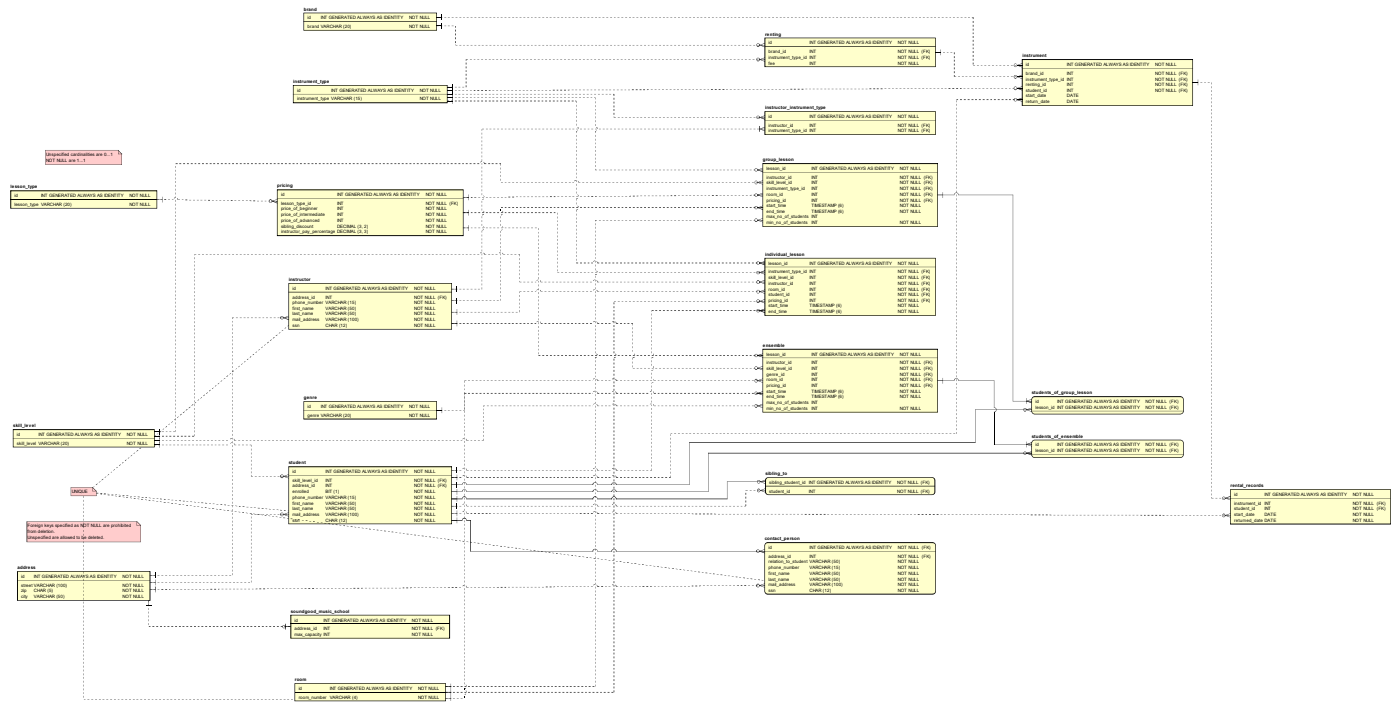 brand
id INT GENERATED ALWAYS AS IDENTITY NOT NULL
brand VARCHAR (20) NOT NULL
renting
id INT GENERATED ALWAYS AS IDENTITY NOT NULL
brand_id INT NOT NULL (FK)
instrument_type_id INT NOT NULL (FK)
fee INT NOT NULL
instrument
id INT GENERATED ALWAYS AS IDENTITY NOT NULL
brand_id INT NOT NULL (FK)
instrument_type_id INT NOT NULL (FK)
renting_id INT NOT NULL (FK)
student_id INT NOT NULL (FK)
start_date DATE
return_date DATE
instrument_type
id INT GENERATED ALWAYS AS IDENTITY NOT NULL
instrument_type VARCHAR (15) NOT NULL
instructor_instrument_type
id INT GENERATED ALWAYS AS IDENTITY NOT NULL
instructor_id INT NOT NULL (FK)
instrument_type_id INT NOT NULL (FK)
Unspecified cardinalities are 0...1
NOT NULL are 1...1
group_lesson
lesson_id INT GENERATED ALWAYS AS IDENTITY NOT NULL
instructor_id INT NOT NULL (FK)
skill_level_id INT NOT NULL (FK)
instrument_type_id INT NOT NULL (FK)
room_id INT NOT NULL (FK)
pricing_id INT NOT NULL (FK)
start_time TIMESTAMP (6) NOT NULL
end_time TIMESTAMP (6) NOT NULL
max_no_of_students INT NOT NULL
min_no_of_students INT NOT NULL
lesson_type
id INT GENERATED ALWAYS AS IDENTITY NOT NULL
lesson_type VARCHAR (20) NOT NULL
pricing
id INT GENERATED ALWAYS AS IDENTITY NOT NULL
lesson_type_id INT NOT NULL (FK)
price_of_beginner INT NOT NULL
price_of_intermediate INT NOT NULL
price_of_advanced INT NOT NULL
sibling_discount DECIMAL (3, 2) NOT NULL
instructor_pay_percentage DECIMAL (3, 3) NOT NULL
individual_lesson
lesson_id INT GENERATED ALWAYS AS IDENTITY NOT NULL
instrument_type_id INT NOT NULL (FK)
skill_level_id INT NOT NULL (FK)
instructor_id INT NOT NULL (FK)
room_id INT NOT NULL (FK)
student_id INT NOT NULL (FK)
pricing_id INT NOT NULL (FK)
start_time TIMESTAMP (6) NOT NULL
end_time TIMESTAMP (6) NOT NULL
instructor
id INT GENERATED ALWAYS AS IDENTITY NOT NULL
address_id INT NOT NULL (FK)
phone_number VARCHAR (15) NOT NULL
first_name VARCHAR (50) NOT NULL
last_name VARCHAR (50) NOT NULL
mail_address VARCHAR (100) NOT NULL
ssn CHAR (12) NOT NULL
ensemble
lesson_id INT GENERATED ALWAYS AS IDENTITY NOT NULL
instructor_id INT NOT NULL (FK)
skill_level_id INT NOT NULL (FK)
genre_id INT NOT NULL (FK)
room_id INT NOT NULL (FK)
pricing_id INT NOT NULL (FK)
start_time TIMESTAMP (6) NOT NULL
end_time TIMESTAMP (6) NOT NULL
max_no_of_students INT
min_no_of_students INT NOT NULL
genre
id INT GENERATED ALWAYS AS IDENTITY NOT NULL
genre VARCHAR (20) NOT NULL
students_of_group_lesson
id INT GENERATED ALWAYS AS IDENTITY NOT NULL (FK)
lesson_id INT GENERATED ALWAYS AS IDENTITY NOT NULL (FK)
skill_level
id INT GENERATED ALWAYS AS IDENTITY NOT NULL
skill_level VARCHAR (20) NOT NULL
students_of_ensemble
id INT GENERATED ALWAYS AS IDENTITY NOT NULL (FK)
lesson_id INT GENERATED ALWAYS AS IDENTITY NOT NULL (FK)
student
id INT GENERATED ALWAYS AS IDENTITY NOT NULL
skill_level_id INT NOT NULL (FK)
address_id INT NOT NULL (FK)
enrolled BIT (1) NOT NULL
phone_number VARCHAR (15) NOT NULL
first_name VARCHAR (50) NOT NULL
last_name VARCHAR (50) NOT NULL
mail_address VARCHAR (100) NOT NULL
ssn CHAR (12) NOT NULL
sibling_to
sibling_student_id INT GENERATED ALWAYS AS IDENTITY NOT NULL (FK)
student_id INT NOT NULL (FK)
UNIQUE
rental_records
id INT GENERATED ALWAYS AS IDENTITY NOT NULL
instrument_id INT NOT NULL (FK)
student_id INT NOT NULL (FK)
start_date DATE NOT NULL
returned_date DATE NOT NULL
Foreign keys specified as NOT NULL are prohibited
from deletion.
Unspecified are allowed to be deleted.
contact_person
id INT GENERATED ALWAYS AS IDENTITY NOT NULL (FK)
address_id INT NOT NULL (FK)
relation_to_student VARCHAR (50) NOT NULL
phone_number VARCHAR (15) NOT NULL
first_name VARCHAR (50) NOT NULL
last_name VARCHAR (50) NOT NULL
mail_address VARCHAR (100) NOT NULL
ssn CHAR (12) NOT NULL
address
id INT GENERATED ALWAYS AS IDENTITY NOT NULL
street VARCHAR (100) NOT NULL
zip CHAR (5) NOT NULL
city VARCHAR (50) NOT NULL
soundgood_music_school
id INT GENERATED ALWAYS AS IDENTITY NOT NULL
address_id INT NOT NULL (FK)
max_capacity INT NOT NULL
room
id INT GENERATED ALWAYS AS IDENTITY NOT NULL
room_number VARCHAR (4) NOT NULL